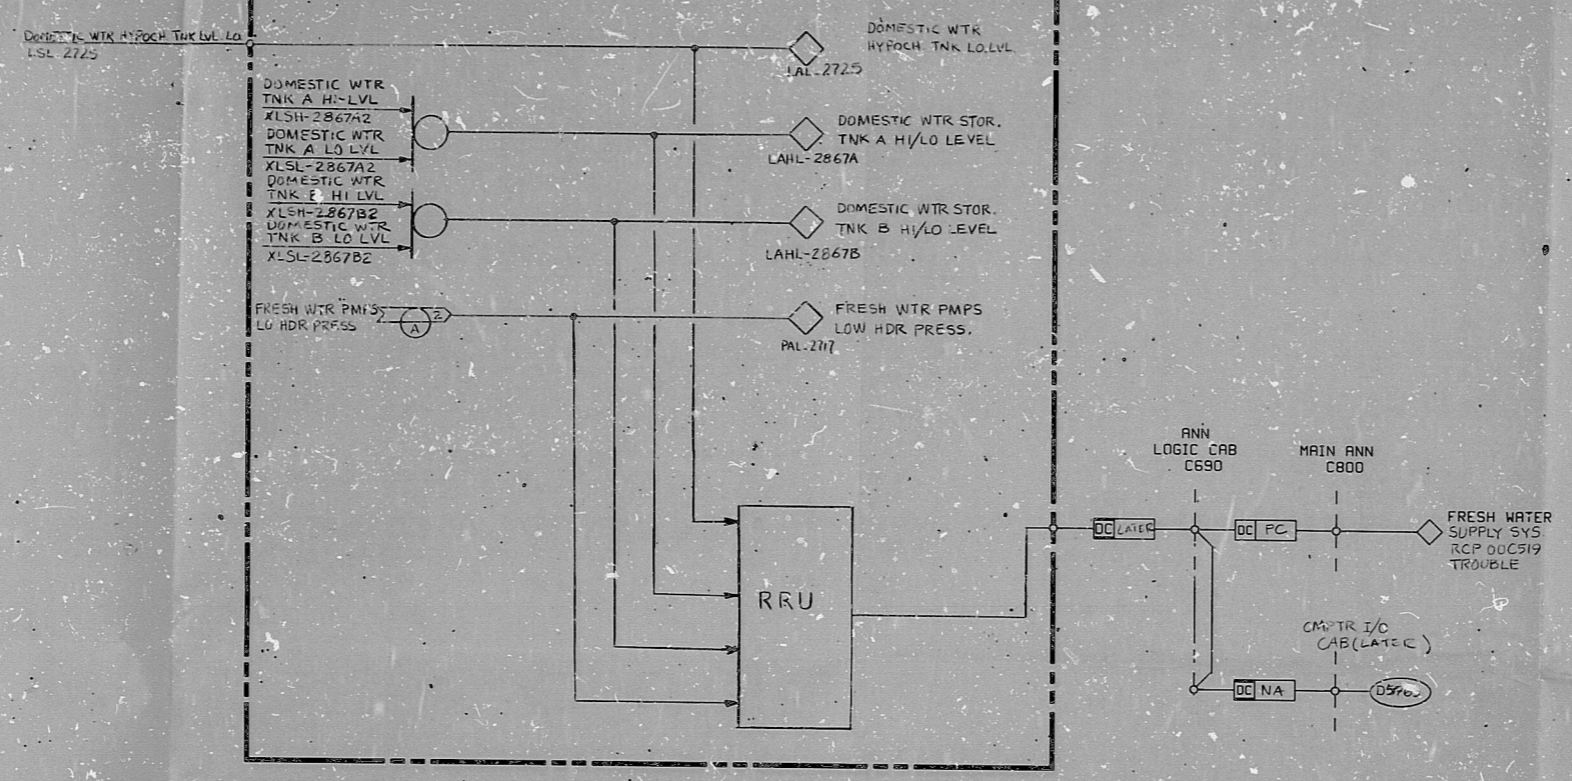 DOMESTIC WTR HYPOCH TNK LVL LO
LSL 2725
DOMESTIC WTR
HYPOCH TNK LO.LVL.
LAL-2725
DOMESTIC WTR
TNK A HI-LVL
XLSH-2867A2
DOMESTIC WTR
TNK A LO LVL
XLSL-2867A2
DOMESTIC WTR STOR.
TNK A HI/LO LEVEL
LAHL-2867A
DOMESTIC WTR
TNK B HI LVL
XLSH-2867B2
DOMESTIC WTR
TNK B LO LVL
XLSL-2867B2
DOMESTIC WTR STOR.
TNK B HI/LO LEVEL
LAHL-2867B
FRESH WTR PMPS
LO HDR PRESS
2
A
FRESH WTR PMPS
LOW HDR PRESS.
PAL-2717
RRU
ANN
LOGIC CAB
C690
MAIN ANN
C800
DC LATER
DC PC
FRESH WATER
SUPPLY SYS
RCP 00C519
TROUBLE
CMPTR I/O
CAB (LATER)
DC NA